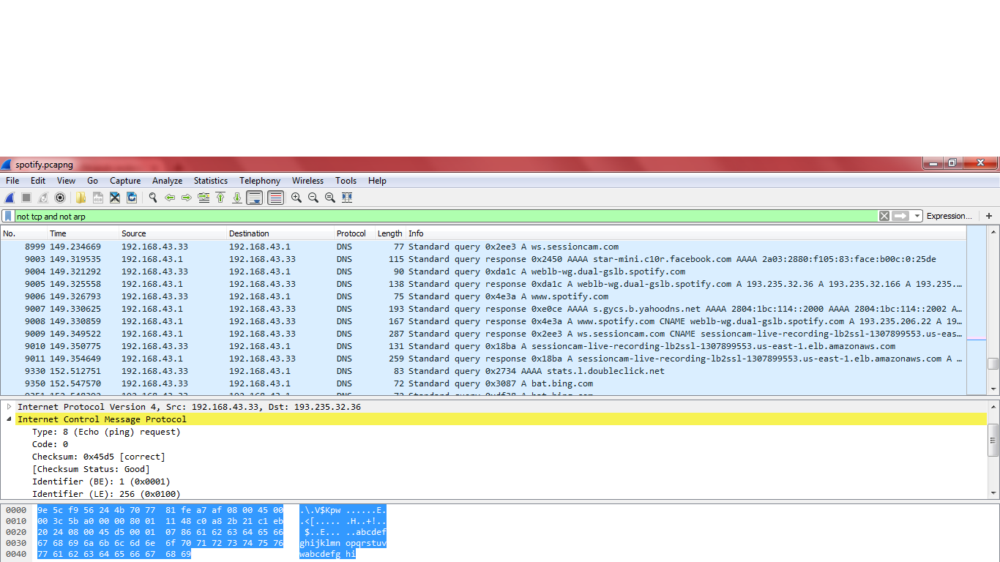 spotify.pcapng
File Edit View Go Capture Analyze Statistics Telephony Wireless Tools Help
not tcp and not arp Expression... +
No. Time Source Destination Protocol Length Info
8999 149.234669 192.168.43.33 192.168.43.1 DNS 77 Standard query 0x2ee3 A ws.sessioncam.com
9003 149.319535 192.168.43.1 192.168.43.33 DNS 115 Standard query response 0x2450 AAAA star-mini.c10r.facebook.com AAAA 2a03:2880:f105:83:face:b00c:0:25de
9004 149.321292 192.168.43.33 192.168.43.1 DNS 90 Standard query 0xda1c A weblb-wg.dual-gslb.spotify.com
9005 149.325558 192.168.43.1 192.168.43.33 DNS 138 Standard query response 0xda1c A weblb-wg.dual-gslb.spotify.com A 193.235.32.36 A 193.235.32.166 A 193.235....
9006 149.326793 192.168.43.33 192.168.43.1 DNS 75 Standard query 0x4e3a A www.spotify.com
9007 149.330625 192.168.43.1 192.168.43.33 DNS 193 Standard query response 0xe0ce AAAA s.gycs.b.yahoodns.net AAAA 2804:1bc:114::2000 AAAA 2804:1bc:114::2002 A...
9008 149.330859 192.168.43.1 192.168.43.33 DNS 167 Standard query response 0x4e3a A www.spotify.com CNAME weblb-wg.dual-gslb.spotify.com A 193.235.206.22 A 19...
9009 149.349522 192.168.43.1 192.168.43.33 DNS 287 Standard query response 0x2ee3 A ws.sessioncam.com CNAME sessioncam-live-recording-lb2ssl-1307899553.us-eas...
9010 149.350775 192.168.43.33 192.168.43.1 DNS 131 Standard query 0x18ba A sessioncam-live-recording-lb2ssl-1307899553.us-east-1.elb.amazonaws.com
9011 149.354649 192.168.43.1 192.168.43.33 DNS 259 Standard query response 0x18ba A sessioncam-live-recording-lb2ssl-1307899553.us-east-1.elb.amazonaws.com A ...
9330 152.512751 192.168.43.33 192.168.43.1 DNS 83 Standard query 0x2734 AAAA stats.l.doubleclick.net
9350 152.547570 192.168.43.33 192.168.43.1 DNS 72 Standard query 0x3087 A bat.bing.com
Internet Protocol Version 4, Src: 192.168.43.33, Dst: 193.235.32.36
Internet Control Message Protocol
Type: 8 (Echo (ping) request)
Code: 0
Checksum: 0x45d5 [correct]
[Checksum Status: Good]
Identifier (BE): 1 (0x0001)
Identifier (LE): 256 (0x0100)
0000 9e 5c f9 56 24 4b 70 77 81 fe a7 af 08 00 45 00 .\.V$Kpw ......E.
0010 00 3c 5b a0 00 00 80 01 11 48 c0 a8 2b 21 c1 eb .<[..... .H..+!..
0020 20 24 08 00 45 d5 00 01 07 86 61 62 63 64 65 66 $..E... ..abcdef
0030 67 68 69 6a 6b 6c 6d 6e 6f 70 71 72 73 74 75 76 ghijklmn opqrstuv
0040 77 61 62 63 64 65 66 67 68 69 wabcdefg hi